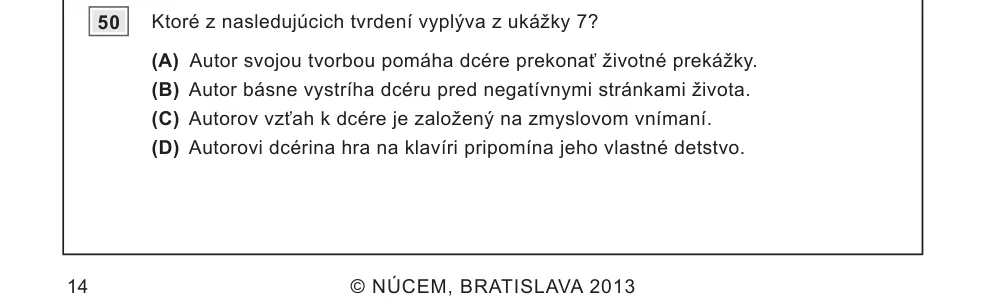 50 Ktoré z nasledujúcich tvrdení vyplýva z ukážky 7?
(A) Autor svojou tvorbou pomáha dcére prekonať životné prekážky.
(B) Autor básne vystríha dcéru pred negatívnymi stránkami života.
(C) Autorov vzťah k dcére je založený na zmyslovom vnímaní.
(D) Autorovi dcérina hra na klavíri pripomína jeho vlastné detstvo.
14 © NÚCEM, BRATISLAVA 2013